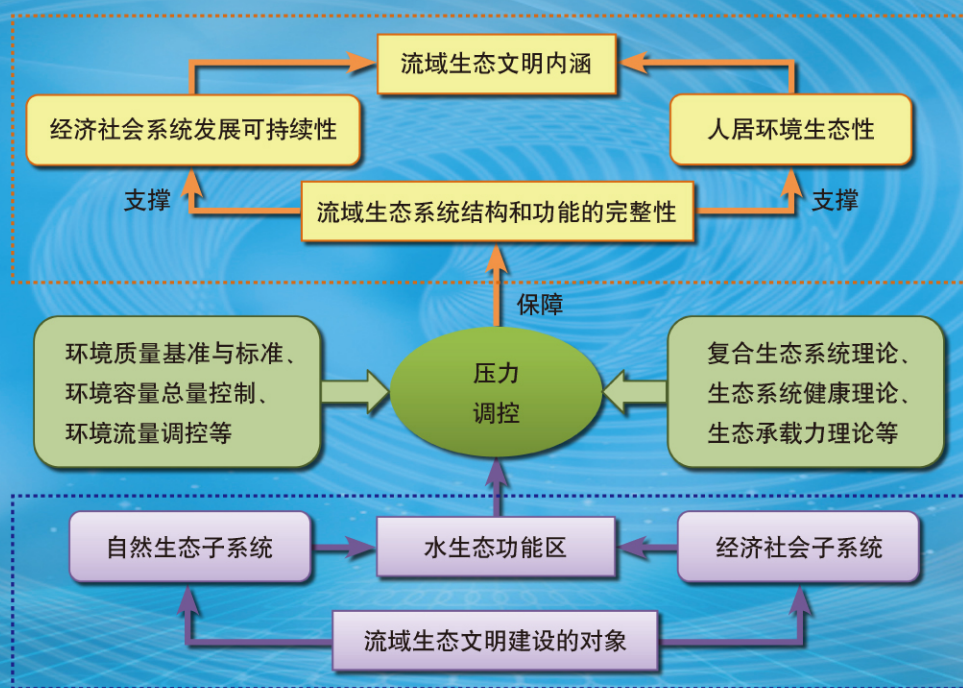 流域生态文明内涵
经济社会系统发展可持续性
人居环境生态性
支撑
流域生态系统结构和功能的完整性
支撑
保障
环境质量基准与标准、
环境容量总量控制、
环境流量调控等
压力
调控
复合生态系统理论、
生态系统健康理论、
生态承载力理论等
自然生态子系统
水生态功能区
经济社会子系统
流域生态文明建设的对象